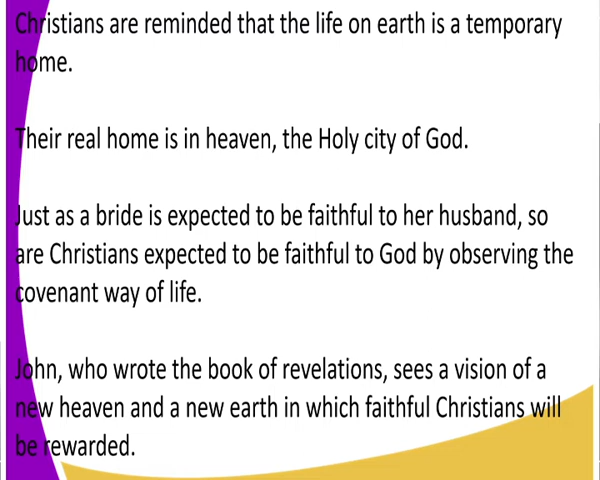 Christians are reminded that the life on earth is a temporary
home.
Their real home is in heaven, the Holy city of God.
Just as a bride is expected to be faithful to her husband, so
are Christians expected to be faithful to God by observing the
covenant way of life.
John, who wrote the book of revelations, sees a vision of a
new heaven and a new earth in which faithful Christians will
be rewarded.